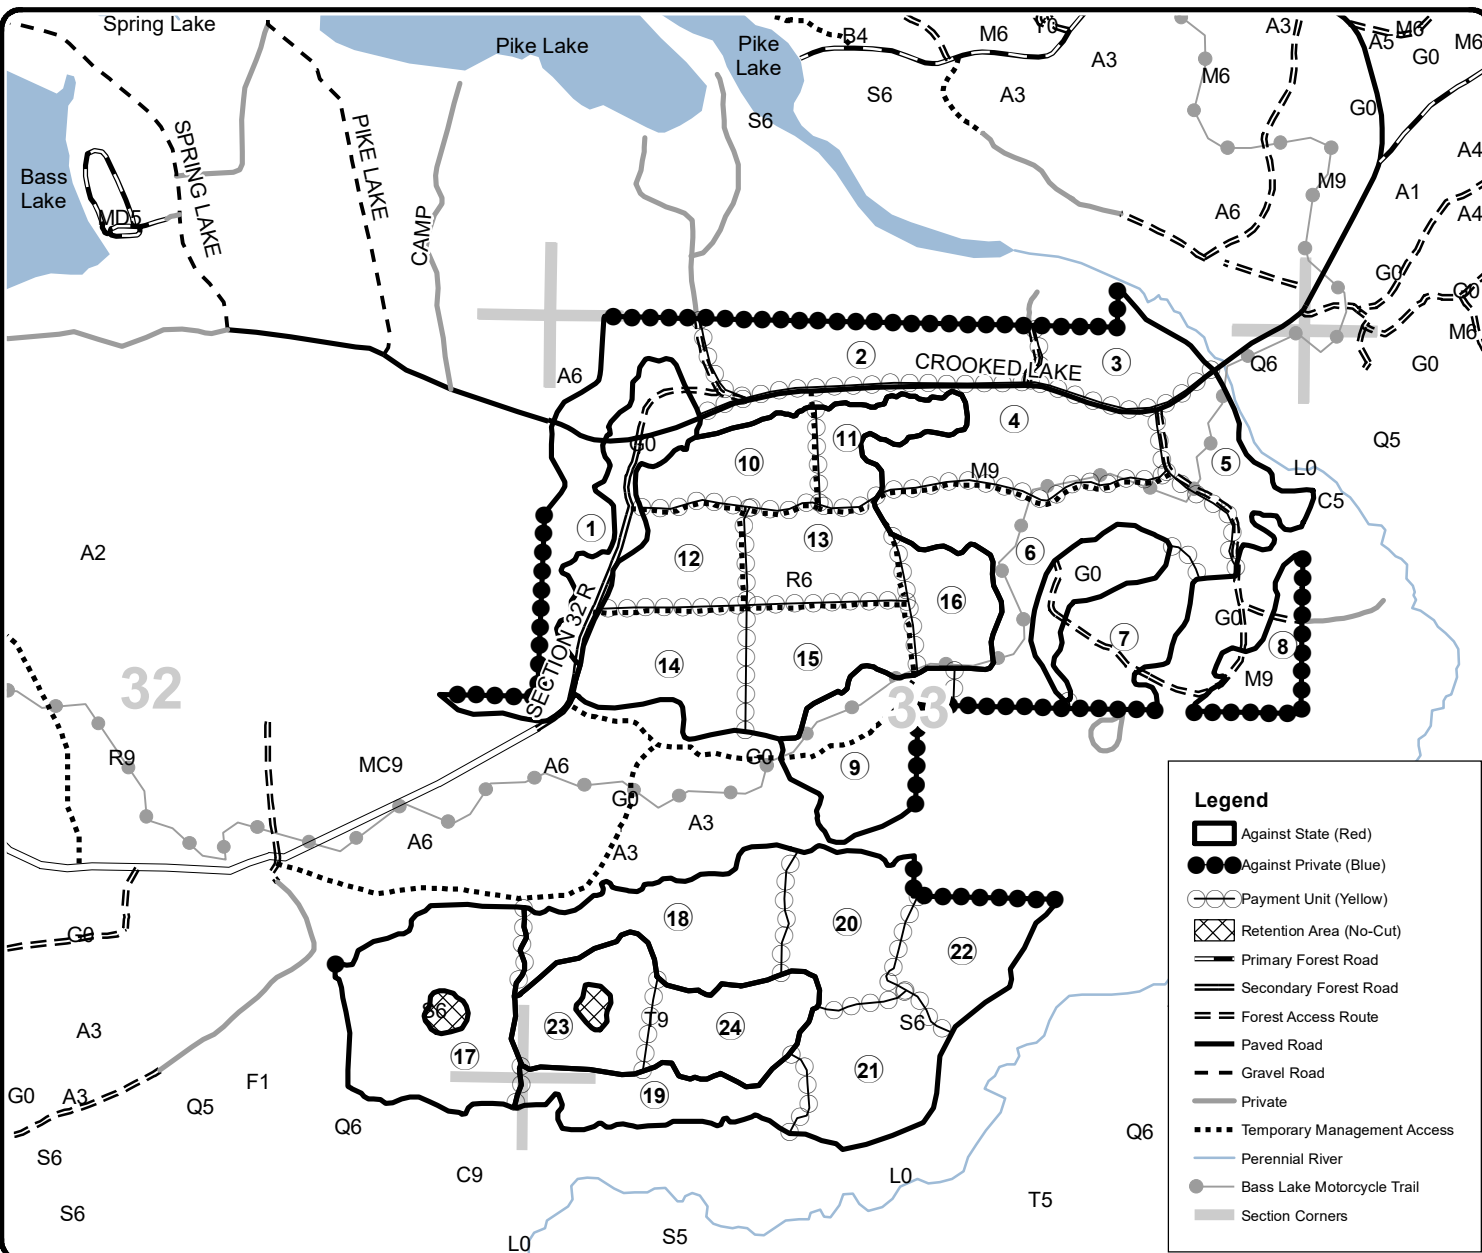 Spring Lake
Pike Lake
Pike
Lake
B4
M6
A3
A3
A5
M6
M6
G0
S6
A3
M6
G0
S6
SPRING LAKE
PIKE LAKE
A4
Bass
Lake
M9
A1
MD5
A6
A4
CAMP
G0
G0
M6
2
CROOKED LAKE
3
Q6
G0
A6
4
G0
11
Q5
10
M9
5
L0
C5
1
13
A2
12
6
G0
R6
16
SECTION 32 R
G0
7
8
14
15
M9
32
33
R9
MC9
A6
G0
9
G0
A3
A6
A3
Legend
Against State (Red)
Against Private (Blue)
Payment Unit (Yellow)
Retention Area (No-Cut)
Primary Forest Road
Secondary Forest Road
Forest Access Route
Paved Road
Gravel Road
Private
Temporary Management Access
Perennial River
Bass Lake Motorcycle Trail
Section Corners
18
20
G0
22
S6
23
T9
24
S6
A3
17
21
F1
19
G0
A3
Q5
Q6
Q6
S6
C9
L0
T5
S6
S5
L0